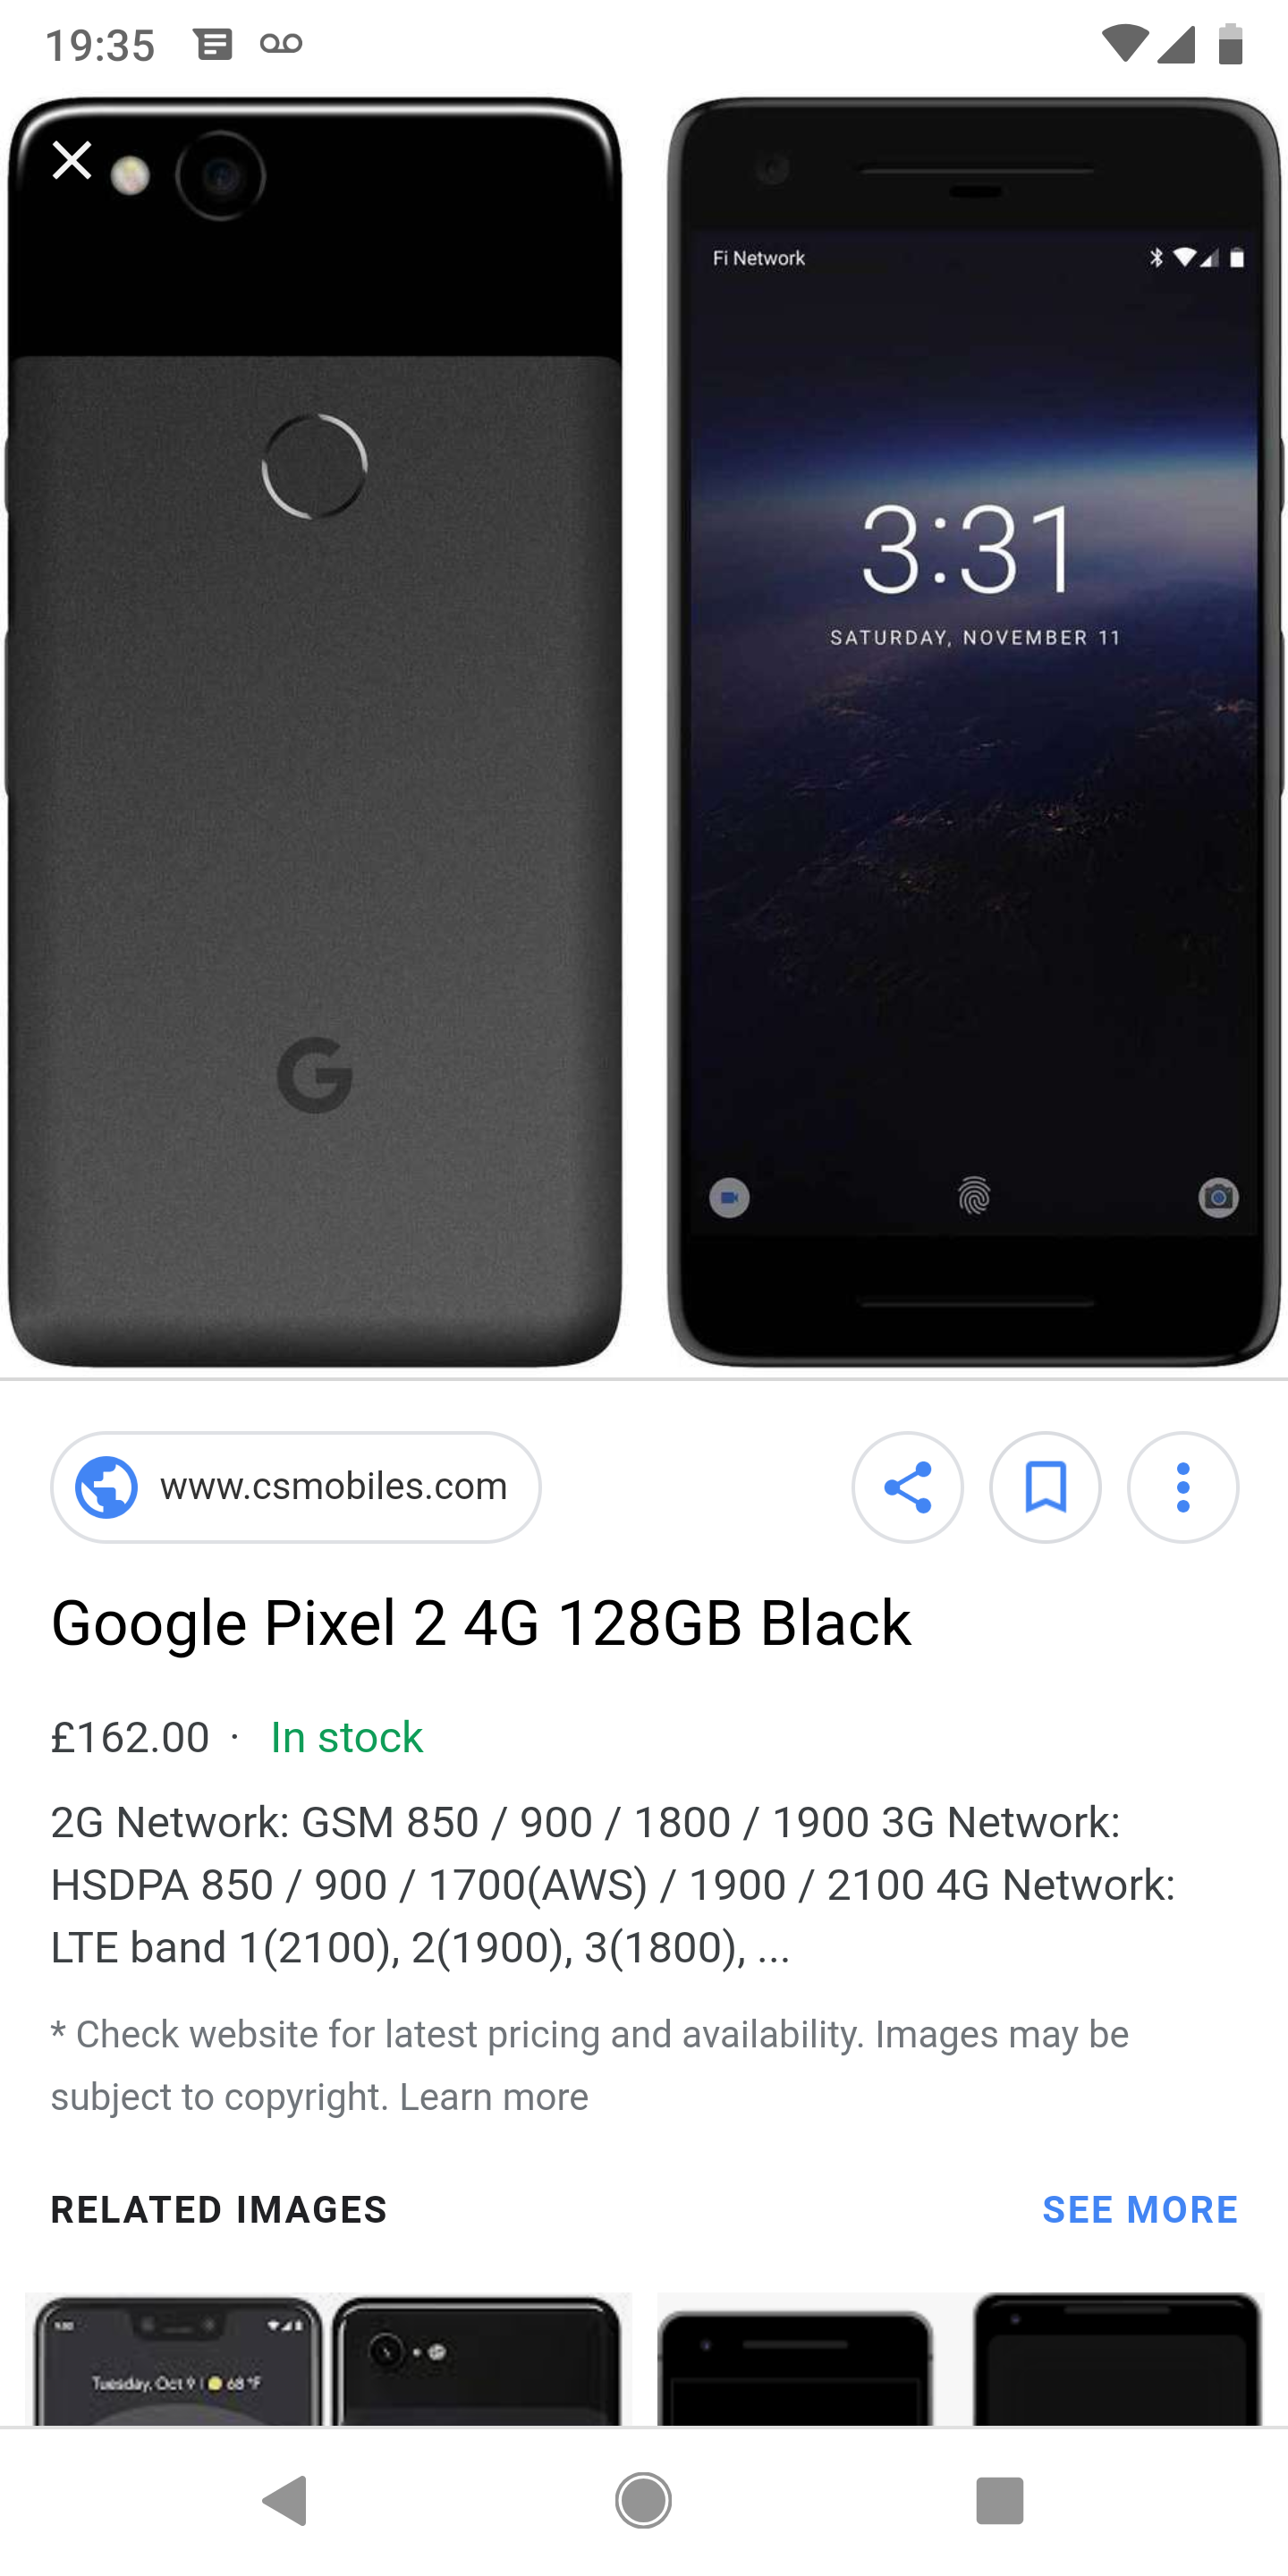 19:35
Fi Network
3:31
SATURDAY, NOVEMBER 11
G
www.csmobiles.com
Google Pixel 2 4G 128GB Black
£162.00 · In stock
2G Network: GSM 850 / 900 / 1800 / 1900 3G Network:
HSDPA 850 / 900 / 1700(AWS) / 1900 / 2100 4G Network:
LTE band 1(2100), 2(1900), 3(1800), ...
* Check website for latest pricing and availability. Images may be
subject to copyright. Learn more
RELATED IMAGES
SEE MORE
Tuesday, Oct 9 | 68 °F